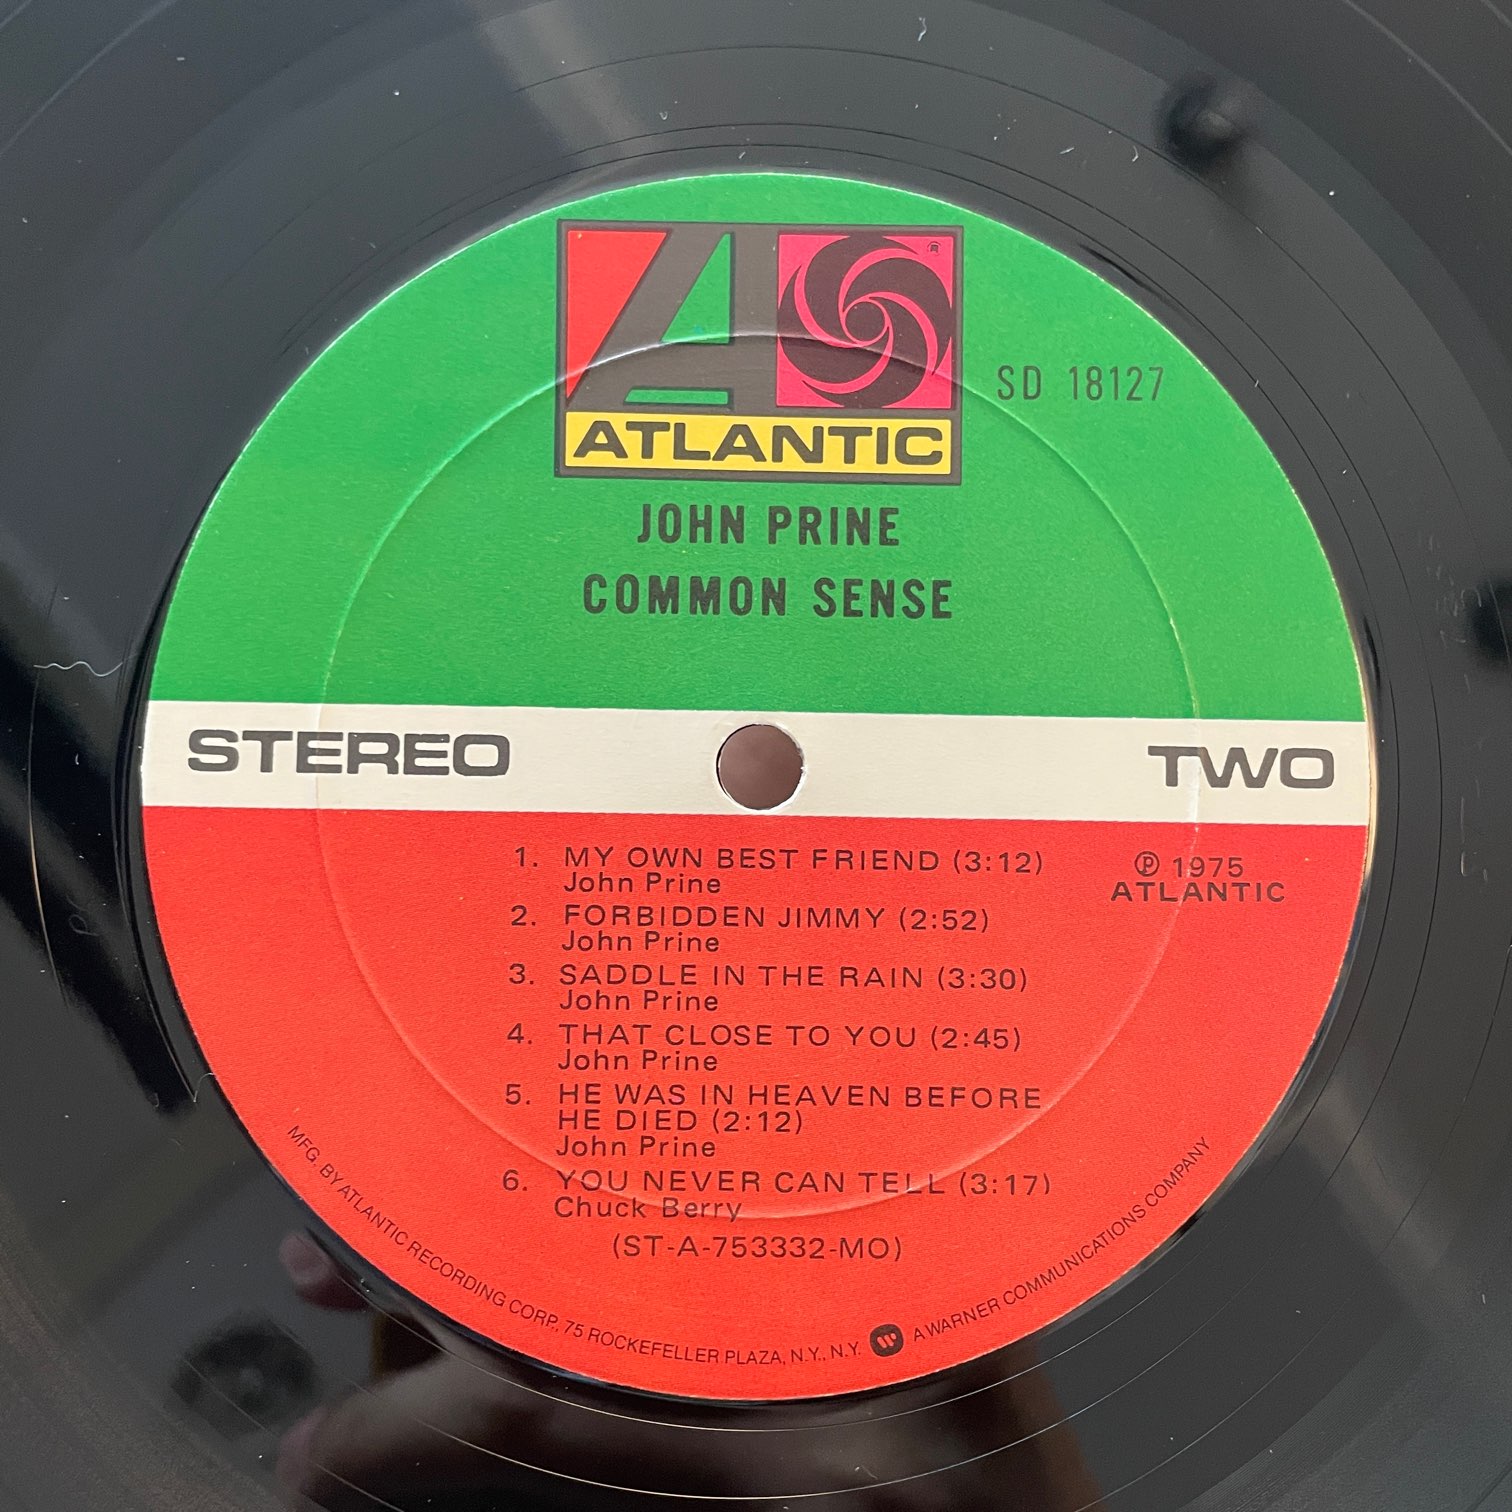 ATLANTIC
®
SD 18127
JOHN PRINE
COMMON SENSE
STEREO
TWO
1. MY OWN BEST FRIEND (3:12)
John Prine
2. FORBIDDEN JIMMY (2:52)
John Prine
3. SADDLE IN THE RAIN (3:30)
John Prine
4. THAT CLOSE TO YOU (2:45)
John Prine
5. HE WAS IN HEAVEN BEFORE
HE DIED (2:12)
John Prine
6. YOU NEVER CAN TELL (3:17)
Chuck Berry
(ST-A-753332-MO)
℗ 1975
ATLANTIC
MFG. BY ATLANTIC RECORDING CORP., 75 ROCKEFELLER PLAZA, N.Y., N.Y. A WARNER COMMUNICATIONS COMPANY